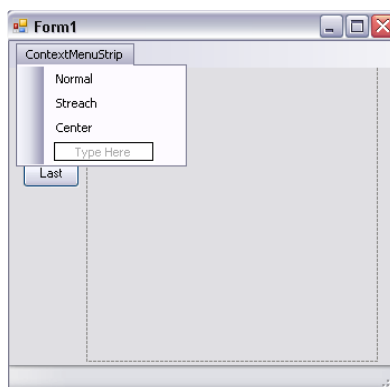 Form1
ContextMenuStrip
Normal
Streach
Center
Type Here
Last